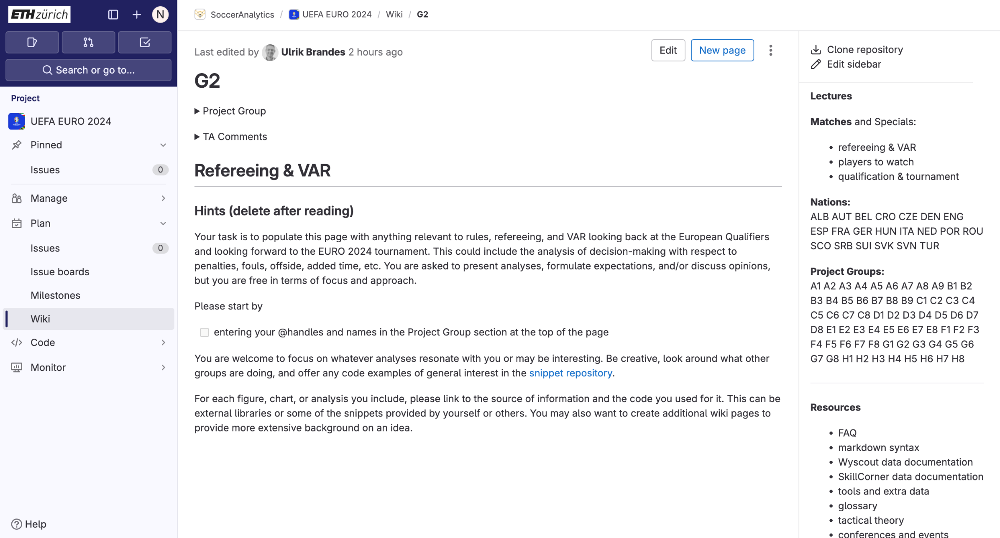 ETH zürich
N
Search or go to...
Project
UEFA EURO 2024
Pinned
Issues 0
Manage
Plan
Issues 0
Issue boards
Milestones
Wiki
Code
Monitor
Help
SoccerAnalytics / UEFA EURO 2024 / Wiki / G2
Last edited by Ulrik Brandes 2 hours ago
Edit
New page
G2
Project Group
TA Comments
Refereeing & VAR
Hints (delete after reading)
Your task is to populate this page with anything relevant to rules, refereeing, and VAR looking back at the European Qualifiers
and looking forward to the EURO 2024 tournament. This could include the analysis of decision-making with respect to
penalties, fouls, offside, added time, etc. You are asked to present analyses, formulate expectations, and/or discuss opinions,
but you are free in terms of focus and approach.
Please start by
entering your @handles and names in the Project Group section at the top of the page
You are welcome to focus on whatever analyses resonate with you or may be interesting. Be creative, look around what other
groups are doing, and offer any code examples of general interest in the snippet repository.
For each figure, chart, or analysis you include, please link to the source of information and the code you used for it. This can be
external libraries or some of the snippets provided by yourself or others. You may also want to create additional wiki pages to
provide more extensive background on an idea.
Clone repository
Edit sidebar
Lectures
Matches and Specials:
• refereeing & VAR
• players to watch
• qualification & tournament
Nations:
ALB AUT BEL CRO CZE DEN ENG
ESP FRA GER HUN ITA NED POR ROU
SCO SRB SUI SVK SVN TUR
Project Groups:
A1 A2 A3 A4 A5 A6 A7 A8 A9 B1 B2
B3 B4 B5 B6 B7 B8 B9 C1 C2 C3 C4
C5 C6 C7 C8 D1 D2 D3 D4 D5 D6 D7
D8 E1 E2 E3 E4 E5 E6 E7 E8 F1 F2 F3
F4 F5 F6 F7 F8 G1 G2 G3 G4 G5 G6
G7 G8 H1 H2 H3 H4 H5 H6 H7 H8
Resources
• FAQ
• markdown syntax
• Wyscout data documentation
• SkillCorner data documentation
• tools and extra data
• glossary
• tactical theory
• conferences and events